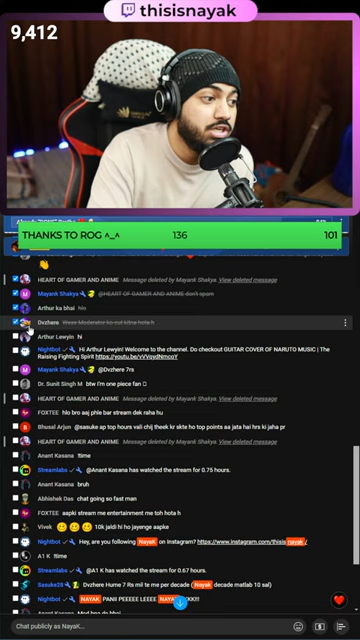 thisisnayak
9,412
THANKS TO ROG ^_^ 136 101
HEART OF GAMER AND ANIME Message deleted by Mayank Shakya. View deleted message
Mayank Shakya @HEART OF GAMER AND ANIME don't spam
Arthur ka bhai hlo
Dvzhere Wese Moderator ko zut kitna hota h
Arthur Lewyin hi
Nightbot Hi Arthur Lewyin! Welcome to the channel. Do checkout GUITAR COVER OF NARUTO MUSIC | The
Raising Fighting Spirit
Mayank Shakya @Dvzhere 7rs
Dr. Sunit Singh M btw i'm one piece fan
HEART OF GAMER AND ANIME Message deleted by Mayank Shakya. View deleted message
FOXTEE hlo bro aaj phle bar stream dek raha hu
Bhusal Arjun @sasuke ap top hours vali chij theek kr skte ho top points aa jata hai hrs ki jaha pr
HEART OF GAMER AND ANIME Message deleted by Mayank Shakya. View deleted message
Anant Kasana !time
Streamlabs @Anant Kasana has watched the stream for 0.75 hours.
Anant Kasana bruh
Abhishek Das chat going so fast man
FOXTEE aapki stream me entertainment me toh hota h
Vivek 10k jaldi hi ho jayenge aapke
Nightbot Hey, are you following NayaK on Instagram? https://www.instagram.com/thisis nayak /
A1 K !time
Streamlabs @A1 K has watched the stream for 0.67 hours.
Sasuke28 Dvzhere Hume 7 Rs mil te me per decade ( Nayak decade matlab 10 sal)
Nightbot NAYAK PANII PEEEEE LEEEE
Chat publicly as NayaK...